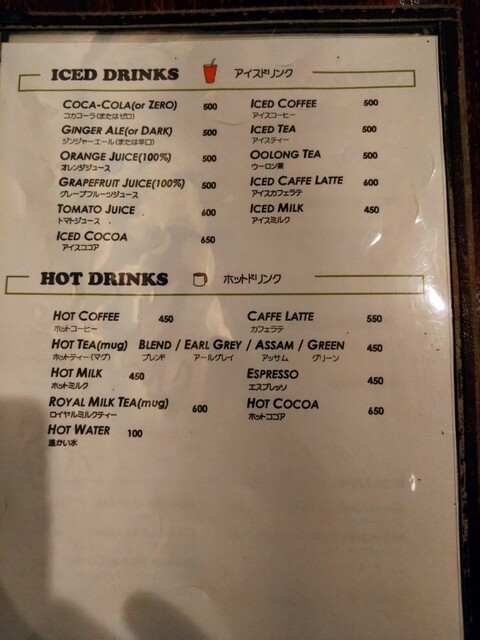 ICED DRINKS アイスドリンク
COCA-COLA(or ZERO) 500
コカコーラ(またはゼロ)
GINGER ALE(or DARK) 500
ジンジャーエール(または辛口)
ORANGE JUICE(100%) 500
オレンジジュース
GRAPEFRUIT JUICE(100%) 500
グレープフルーツジュース
TOMATO JUICE 600
トマトジュース
ICED COCOA 650
アイスココア
ICED COFFEE 500
アイスコーヒー
ICED TEA 500
アイスティー
OOLONG TEA 500
ウーロン茶
ICED CAFFE LATTE 600
アイスカフェラテ
ICED MILK 450
アイスミルク
HOT DRINKS ホットドリンク
HOT COFFEE 450
ホットコーヒー
CAFFE LATTE 550
カフェラテ
HOT TEA(mug) BLEND / EARL GREY / ASSAM / GREEN 450
ホットティー(マグ) ブレンド アールグレイ アッサム グリーン
HOT MILK 450
ホットミルク
ESPRESSO 450
エスプレッソ
ROYAL MILK TEA(mug) 600
ロイヤルミルクティー
HOT COCOA 650
ホットココア
HOT WATER 100
温かい水